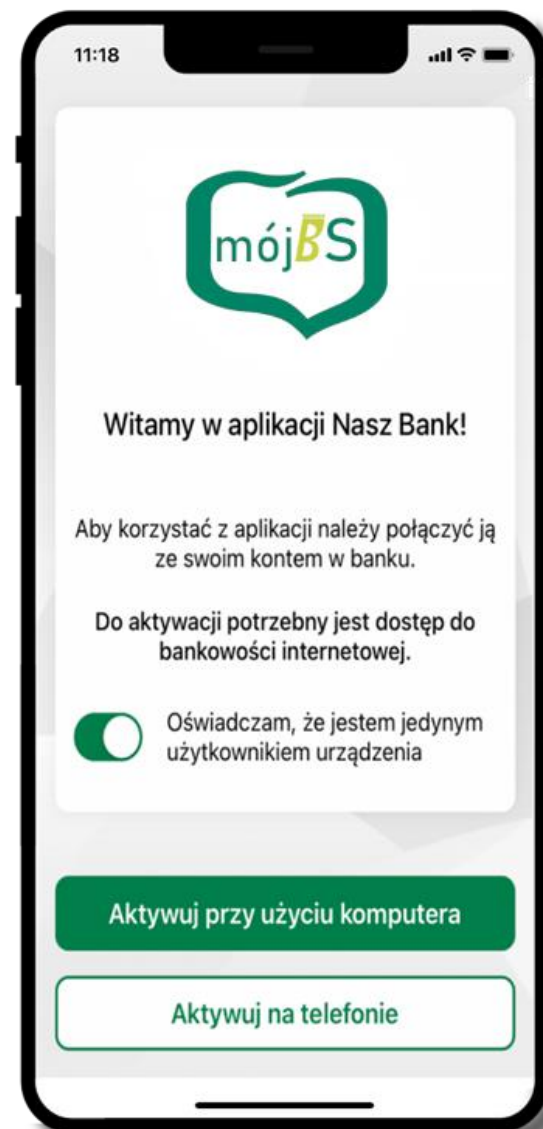 11:18
mójBS
Witamy w aplikacji Nasz Bank!
Aby korzystać z aplikacji należy połączyć ją
ze swoim kontem w banku.
Do aktywacji potrzebny jest dostęp do
bankowości internetowej.
Oświadczam, że jestem jedynym
użytkownikiem urządzenia
Aktywuj przy użyciu komputera
Aktywuj na telefonie